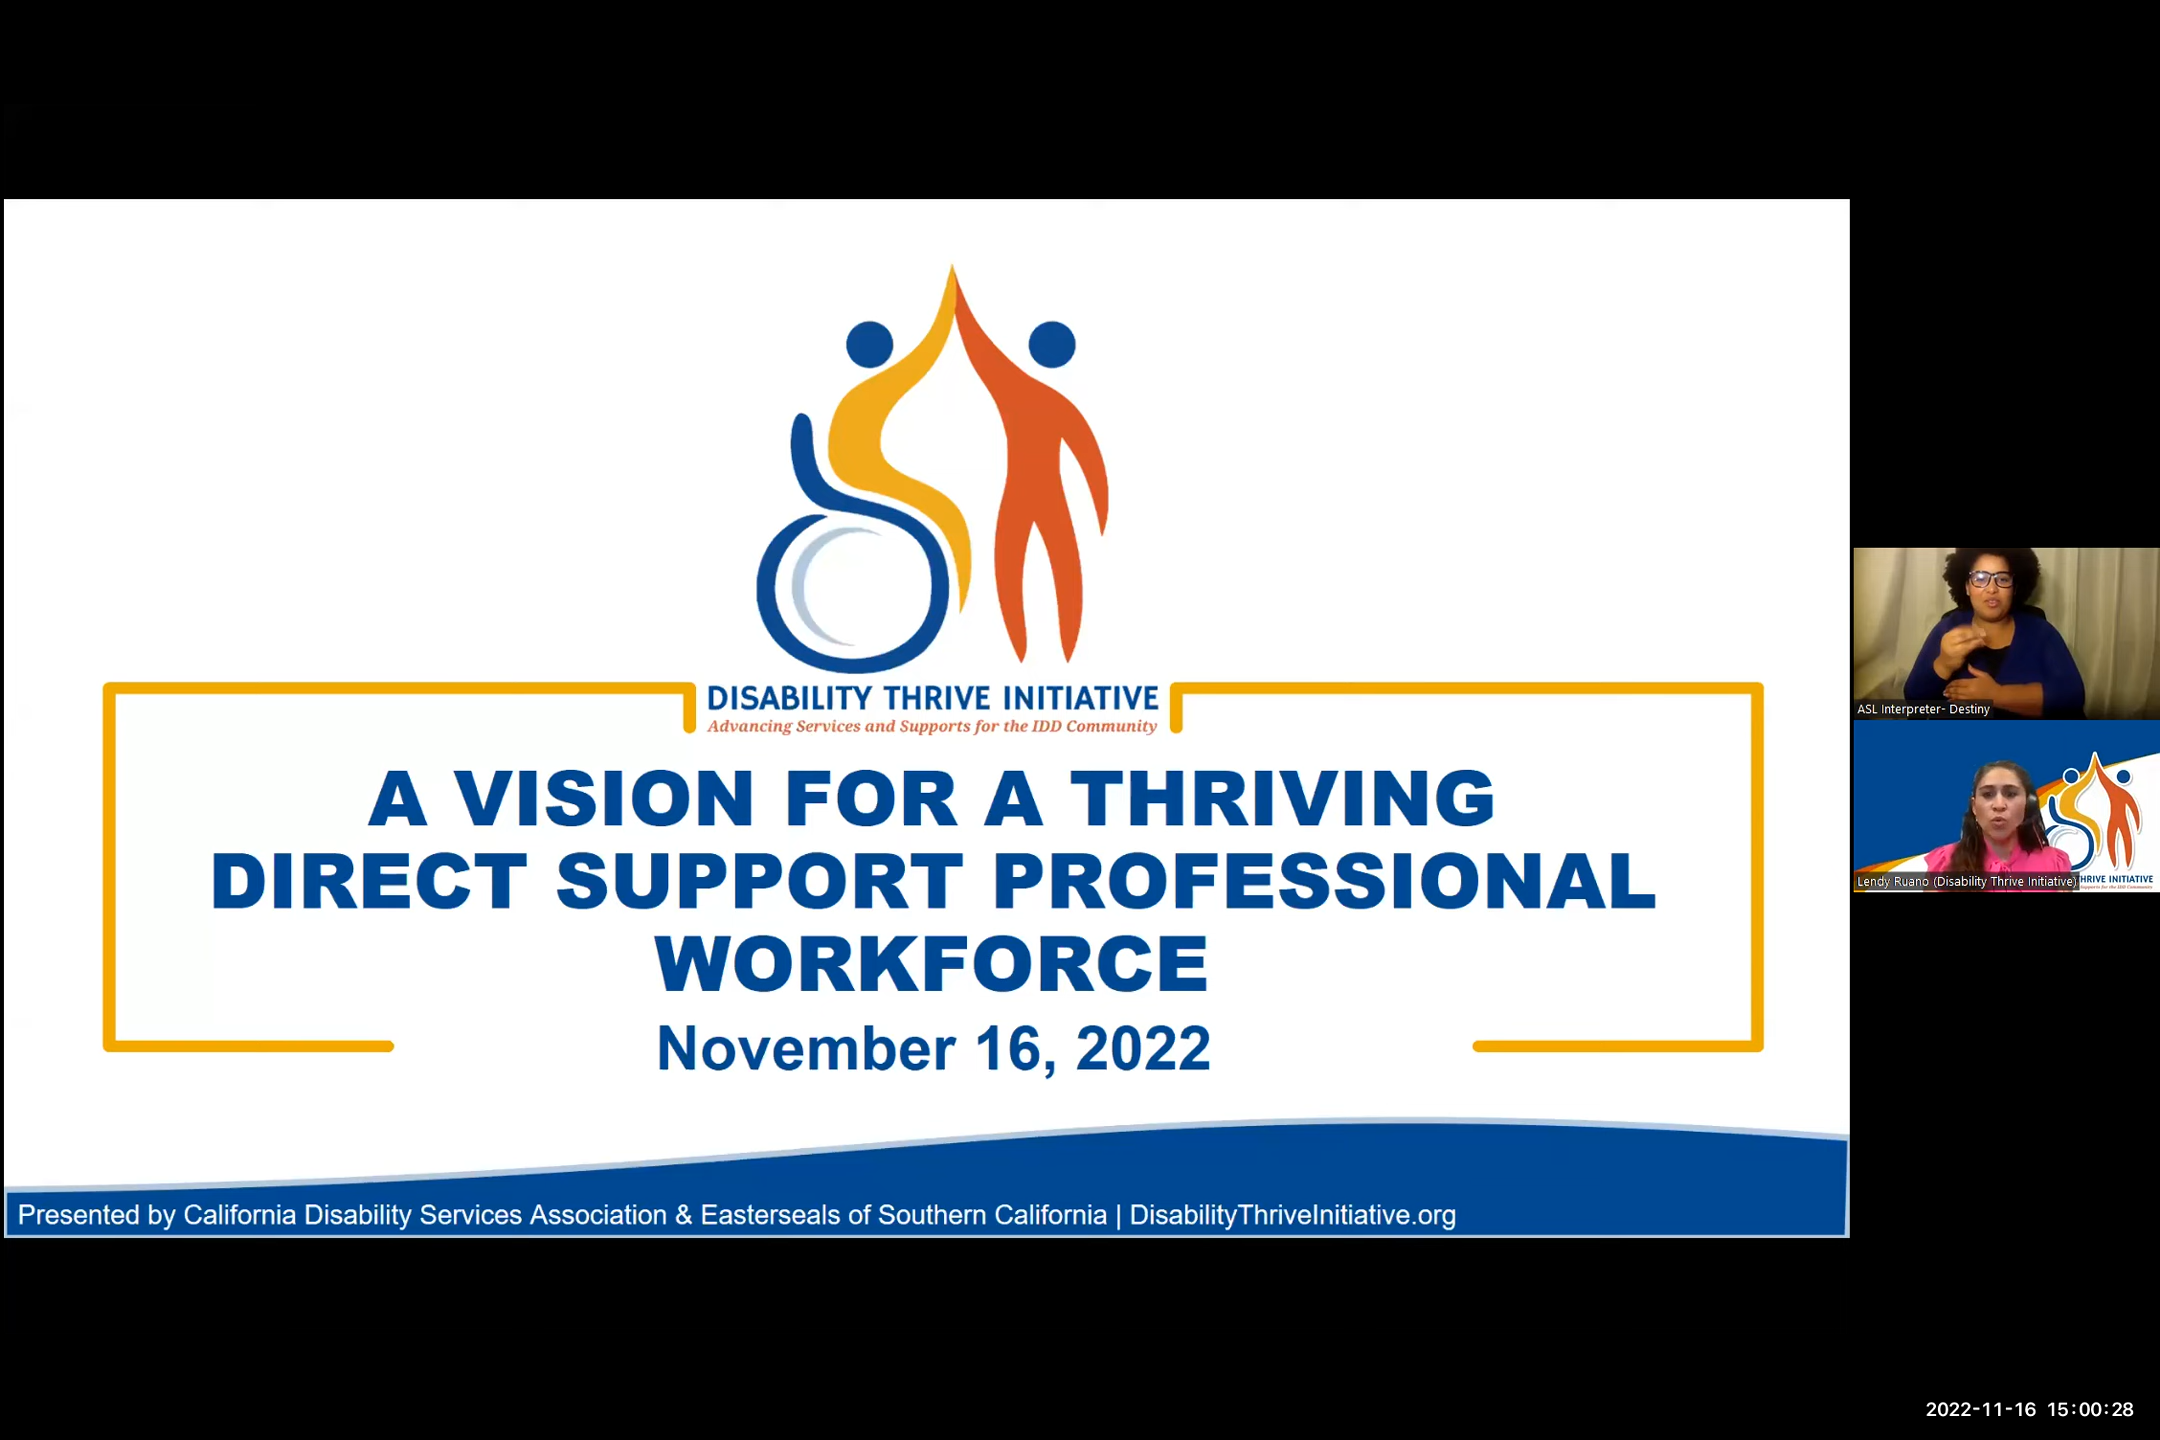 DISABILITY THRIVE INITIATIVE
Advancing Services and Supports for the IDD Community
A VISION FOR A THRIVING
DIRECT SUPPORT PROFESSIONAL
WORKFORCE
November 16, 2022
Presented by California Disability Services Association & Easterseals of Southern California | DisabilityThriveInitiative.org
ASL Interpreter- Destiny
HRIVE INITIATIVE
Lendy Ruano (Disability Thrive Initiative)
2022-11-16 15:00:28